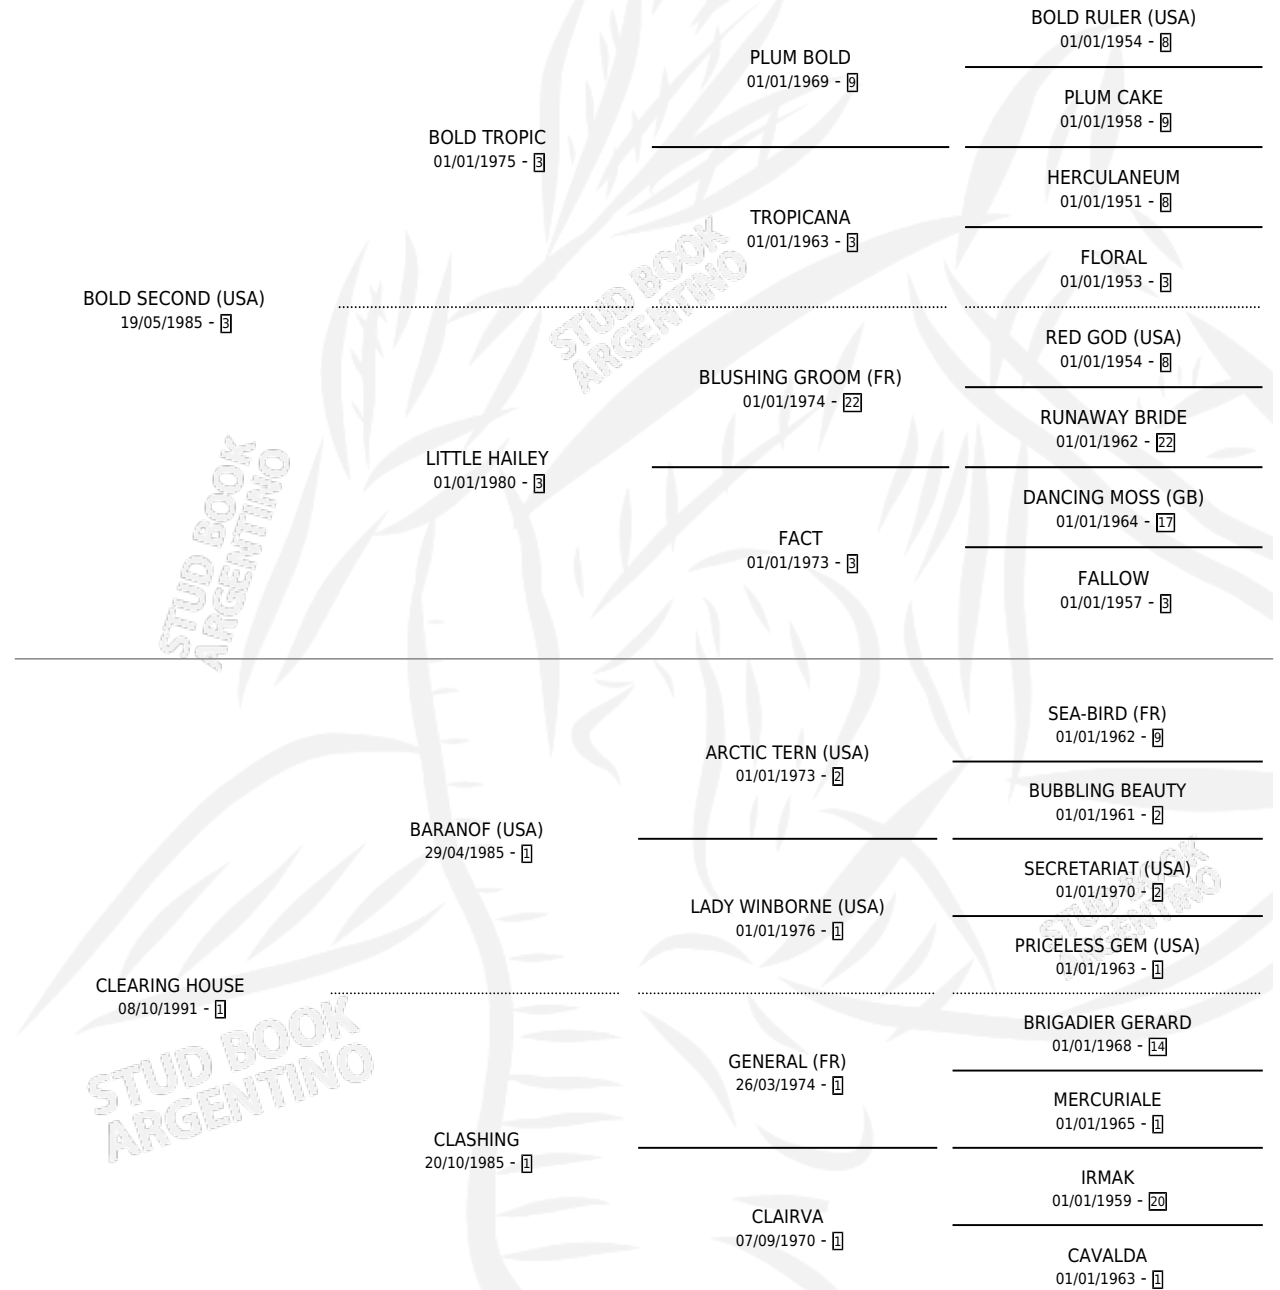 BOLD RULER (USA)
01/01/1954 - 8
PLUM BOLD
01/01/1969 - 9
PLUM CAKE
01/01/1958 - 9
BOLD TROPIC
01/01/1975 - 3
HERCULANEUM
01/01/1951 - 8
TROPICANA
01/01/1963 - 3
FLORAL
01/01/1953 - 3
BOLD SECOND (USA)
19/05/1985 - 3
RED GOD (USA)
01/01/1954 - 8
BLUSHING GROOM (FR)
01/01/1974 - 22
RUNAWAY BRIDE
01/01/1962 - 22
LITTLE HAILEY
01/01/1980 - 3
DANCING MOSS (GB)
01/01/1964 - 17
FACT
01/01/1973 - 3
FALLOW
01/01/1957 - 3
STUD BOOK
ARGENTINO
STUD BOOK
ARGENTINO
SEA-BIRD (FR)
01/01/1962 - 9
ARCTIC TERN (USA)
01/01/1973 - 2
BUBBLING BEAUTY
01/01/1961 - 2
BARANOF (USA)
29/04/1985 - 1
SECRETARIAT (USA)
01/01/1970 - 2
LADY WINBORNE (USA)
01/01/1976 - 1
PRICELESS GEM (USA)
01/01/1963 - 1
CLEARING HOUSE
08/10/1991 - 1
BRIGADIER GERARD
01/01/1968 - 14
GENERAL (FR)
26/03/1974 - 1
MERCURIALE
01/01/1965 - 1
CLASHING
20/10/1985 - 1
IRMAK
01/01/1959 - 20
CLAIRVA
07/09/1970 - 1
CAVALDA
01/01/1963 - 1
STUD BOOK
ARGENTINO
STUD BOOK
ARGENTINO